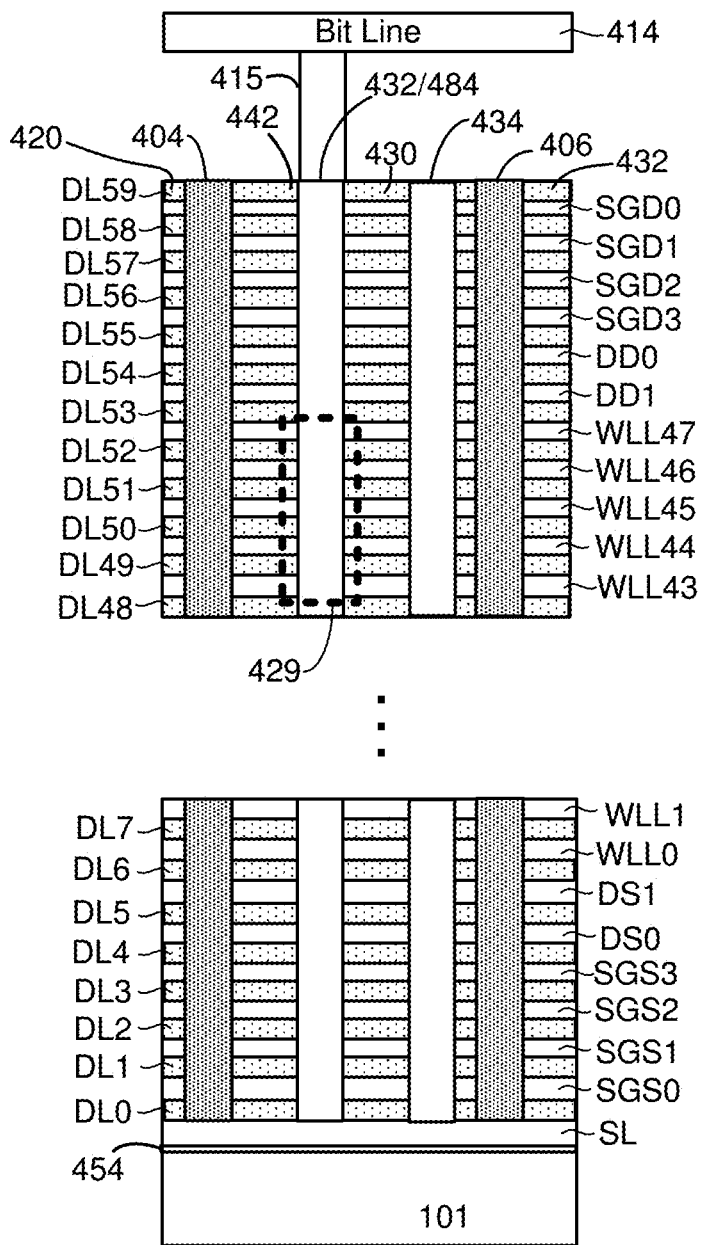 Bit Line
414
415
432/484
442
434
404
430
406
420
432
DL59
SGD0
DL58
SGD1
DL57
SGD2
DL56
SGD3
DL55
DD0
DL54
DD1
DL53
WLL47
DL52
WLL46
DL51
WLL45
DL50
WLL44
DL49
WLL43
DL48
429
WLL1
DL7
WLL0
DL6
DS1
DL5
DS0
DL4
SGS3
DL3
SGS2
DL2
SGS1
DL1
SGS0
DL0
SL
454
101